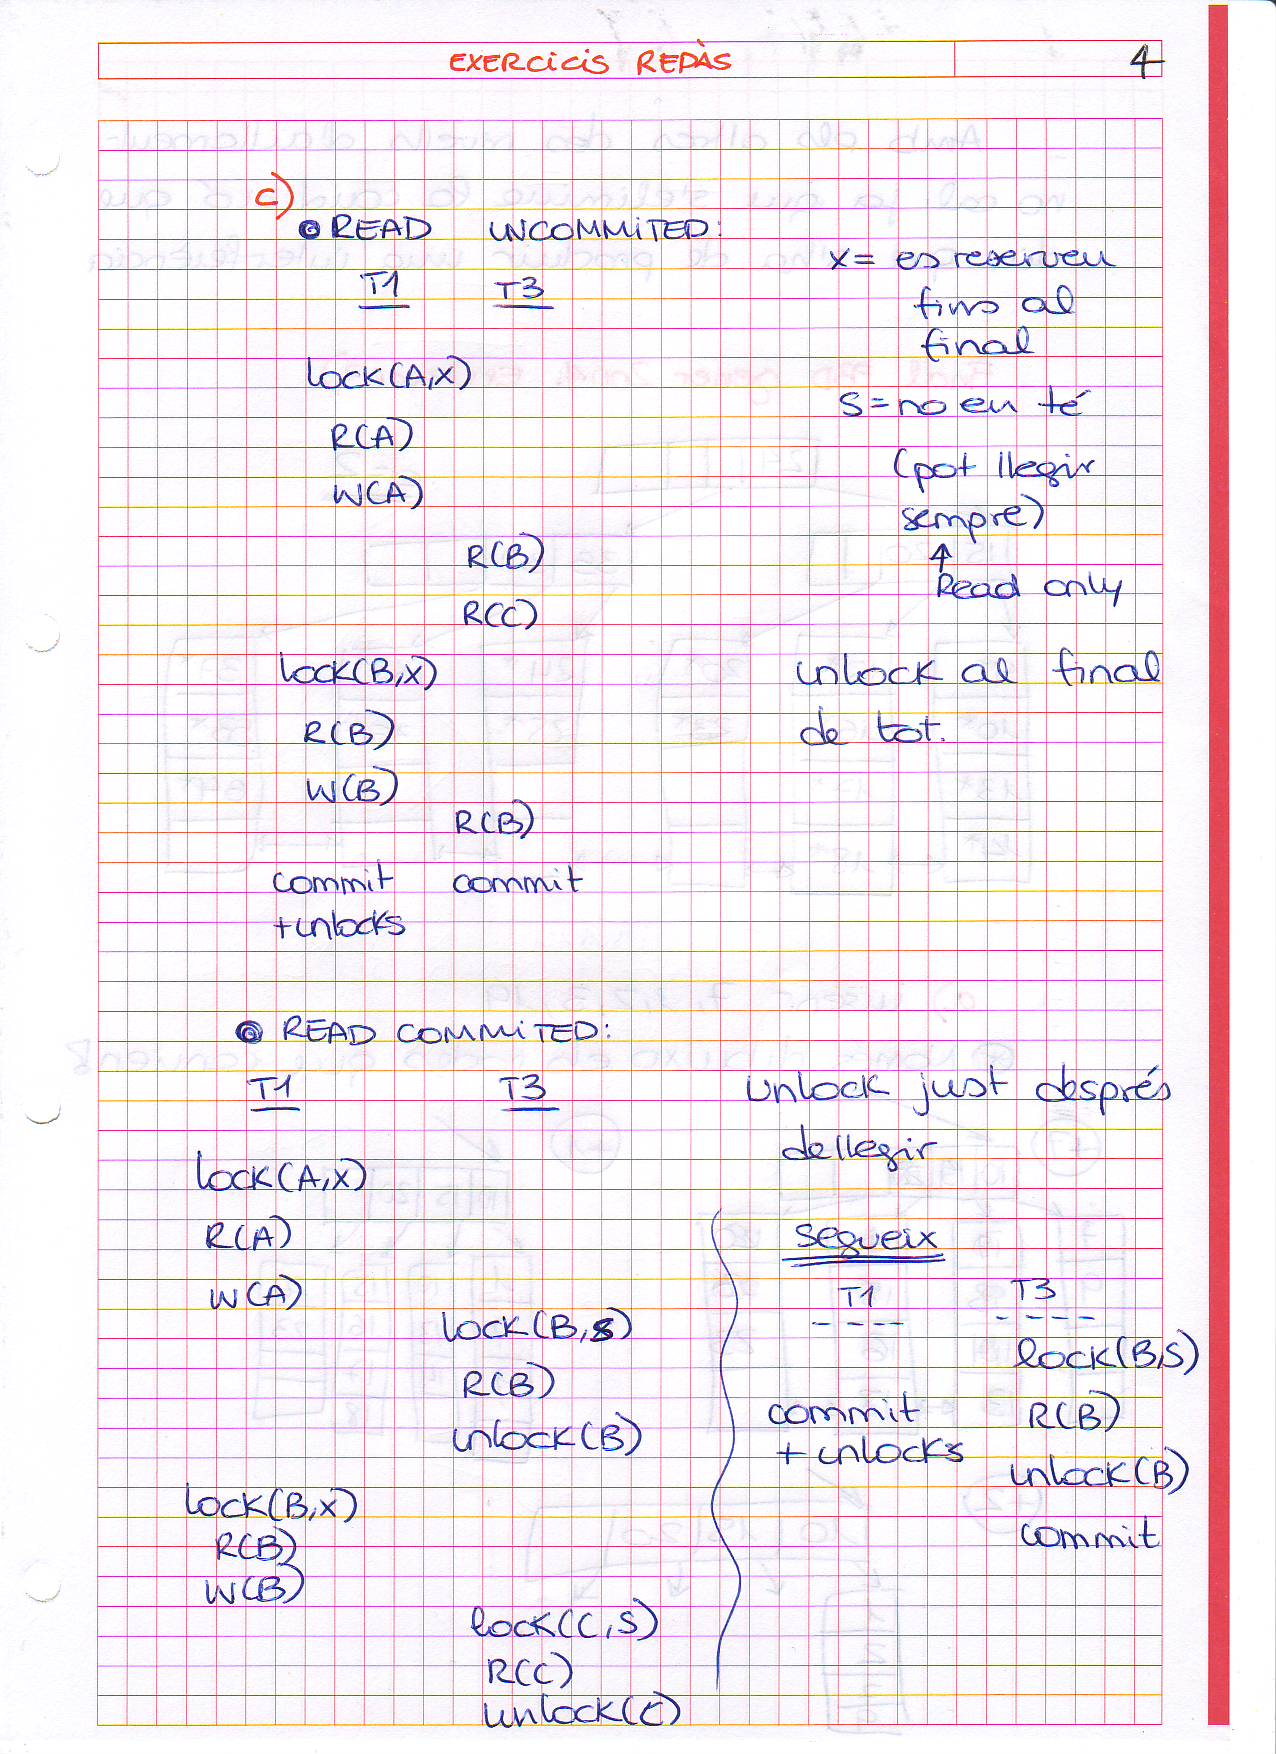 EXERCICIS REPÀS
4
c)
READ UNCOMMITED:
T1 T3
lock(A,X)
R(A)
W(A)
R(B)
R(C)
lock(B,X)
R(B)
W(B)
R(B)
commit commit
+unlocks
X= es reserven
fins al
final
S=no en té
(pot llegir
sempre)
↑
Read only
unlock al final
de tot.
READ COMMITED:
T1 T3
lock(A,X)
R(A)
W(A)
lock(B,S)
R(B)
unlock(B)
lock(B,X)
R(B)
W(B)
lock(C,S)
R(C)
unlock(C)
unlock just després
de llegir
segueix
T1 T3
lock(B,S)
commit R(B)
+ unlocks
unlock(B)
commit